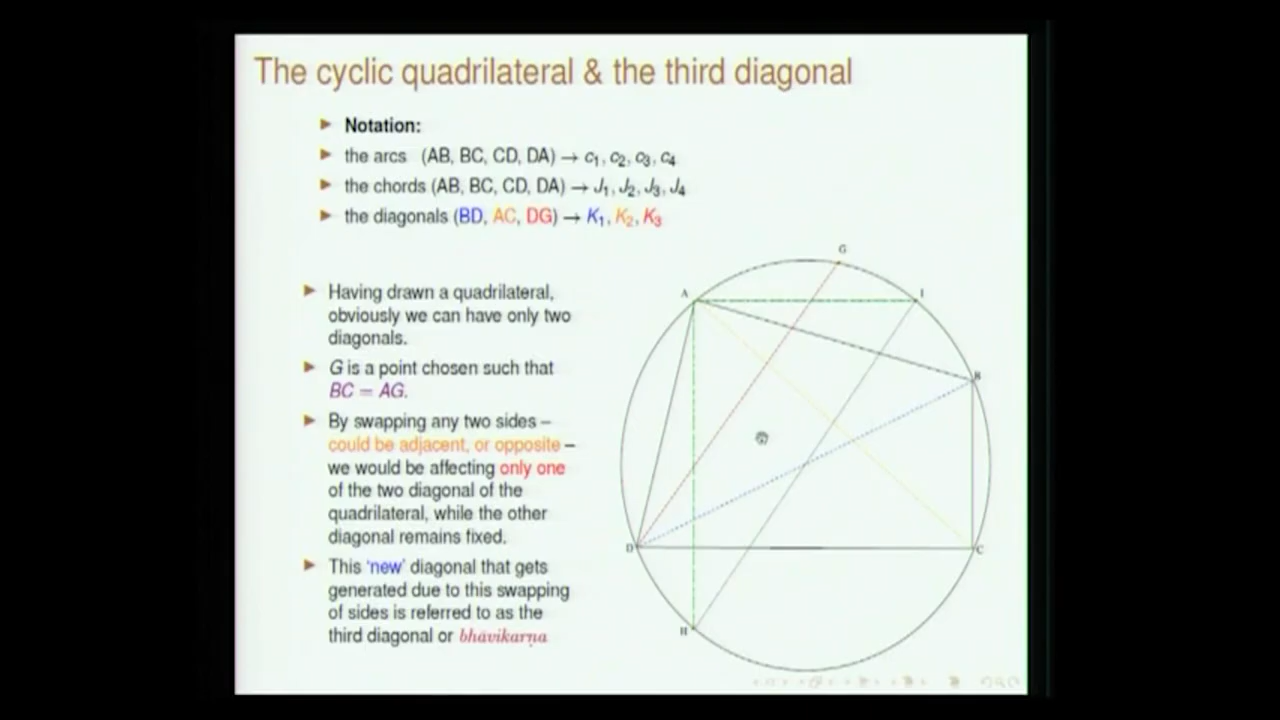 The cyclic quadrilateral & the third diagonal
▶ Notation:
▶ the arcs (AB, BC, CD, DA) → c₁, c₂, c₃, c₄
▶ the chords (AB, BC, CD, DA) → J₁, J₂, J₃, J₄
▶ the diagonals (BD, AC, DG) → K₁, K₂, K₃
▶ Having drawn a quadrilateral,
obviously we can have only two
diagonals.
▶ G is a point chosen such that
BC = AG.
▶ By swapping any two sides –
could be adjacent, or opposite –
we would be affecting only one
of the two diagonal of the
quadrilateral, while the other
diagonal remains fixed.
▶ This ‘new’ diagonal that gets
generated due to this swapping
of sides is referred to as the
third diagonal or bhāvikarṇa
G
A
I
B
D
C
H